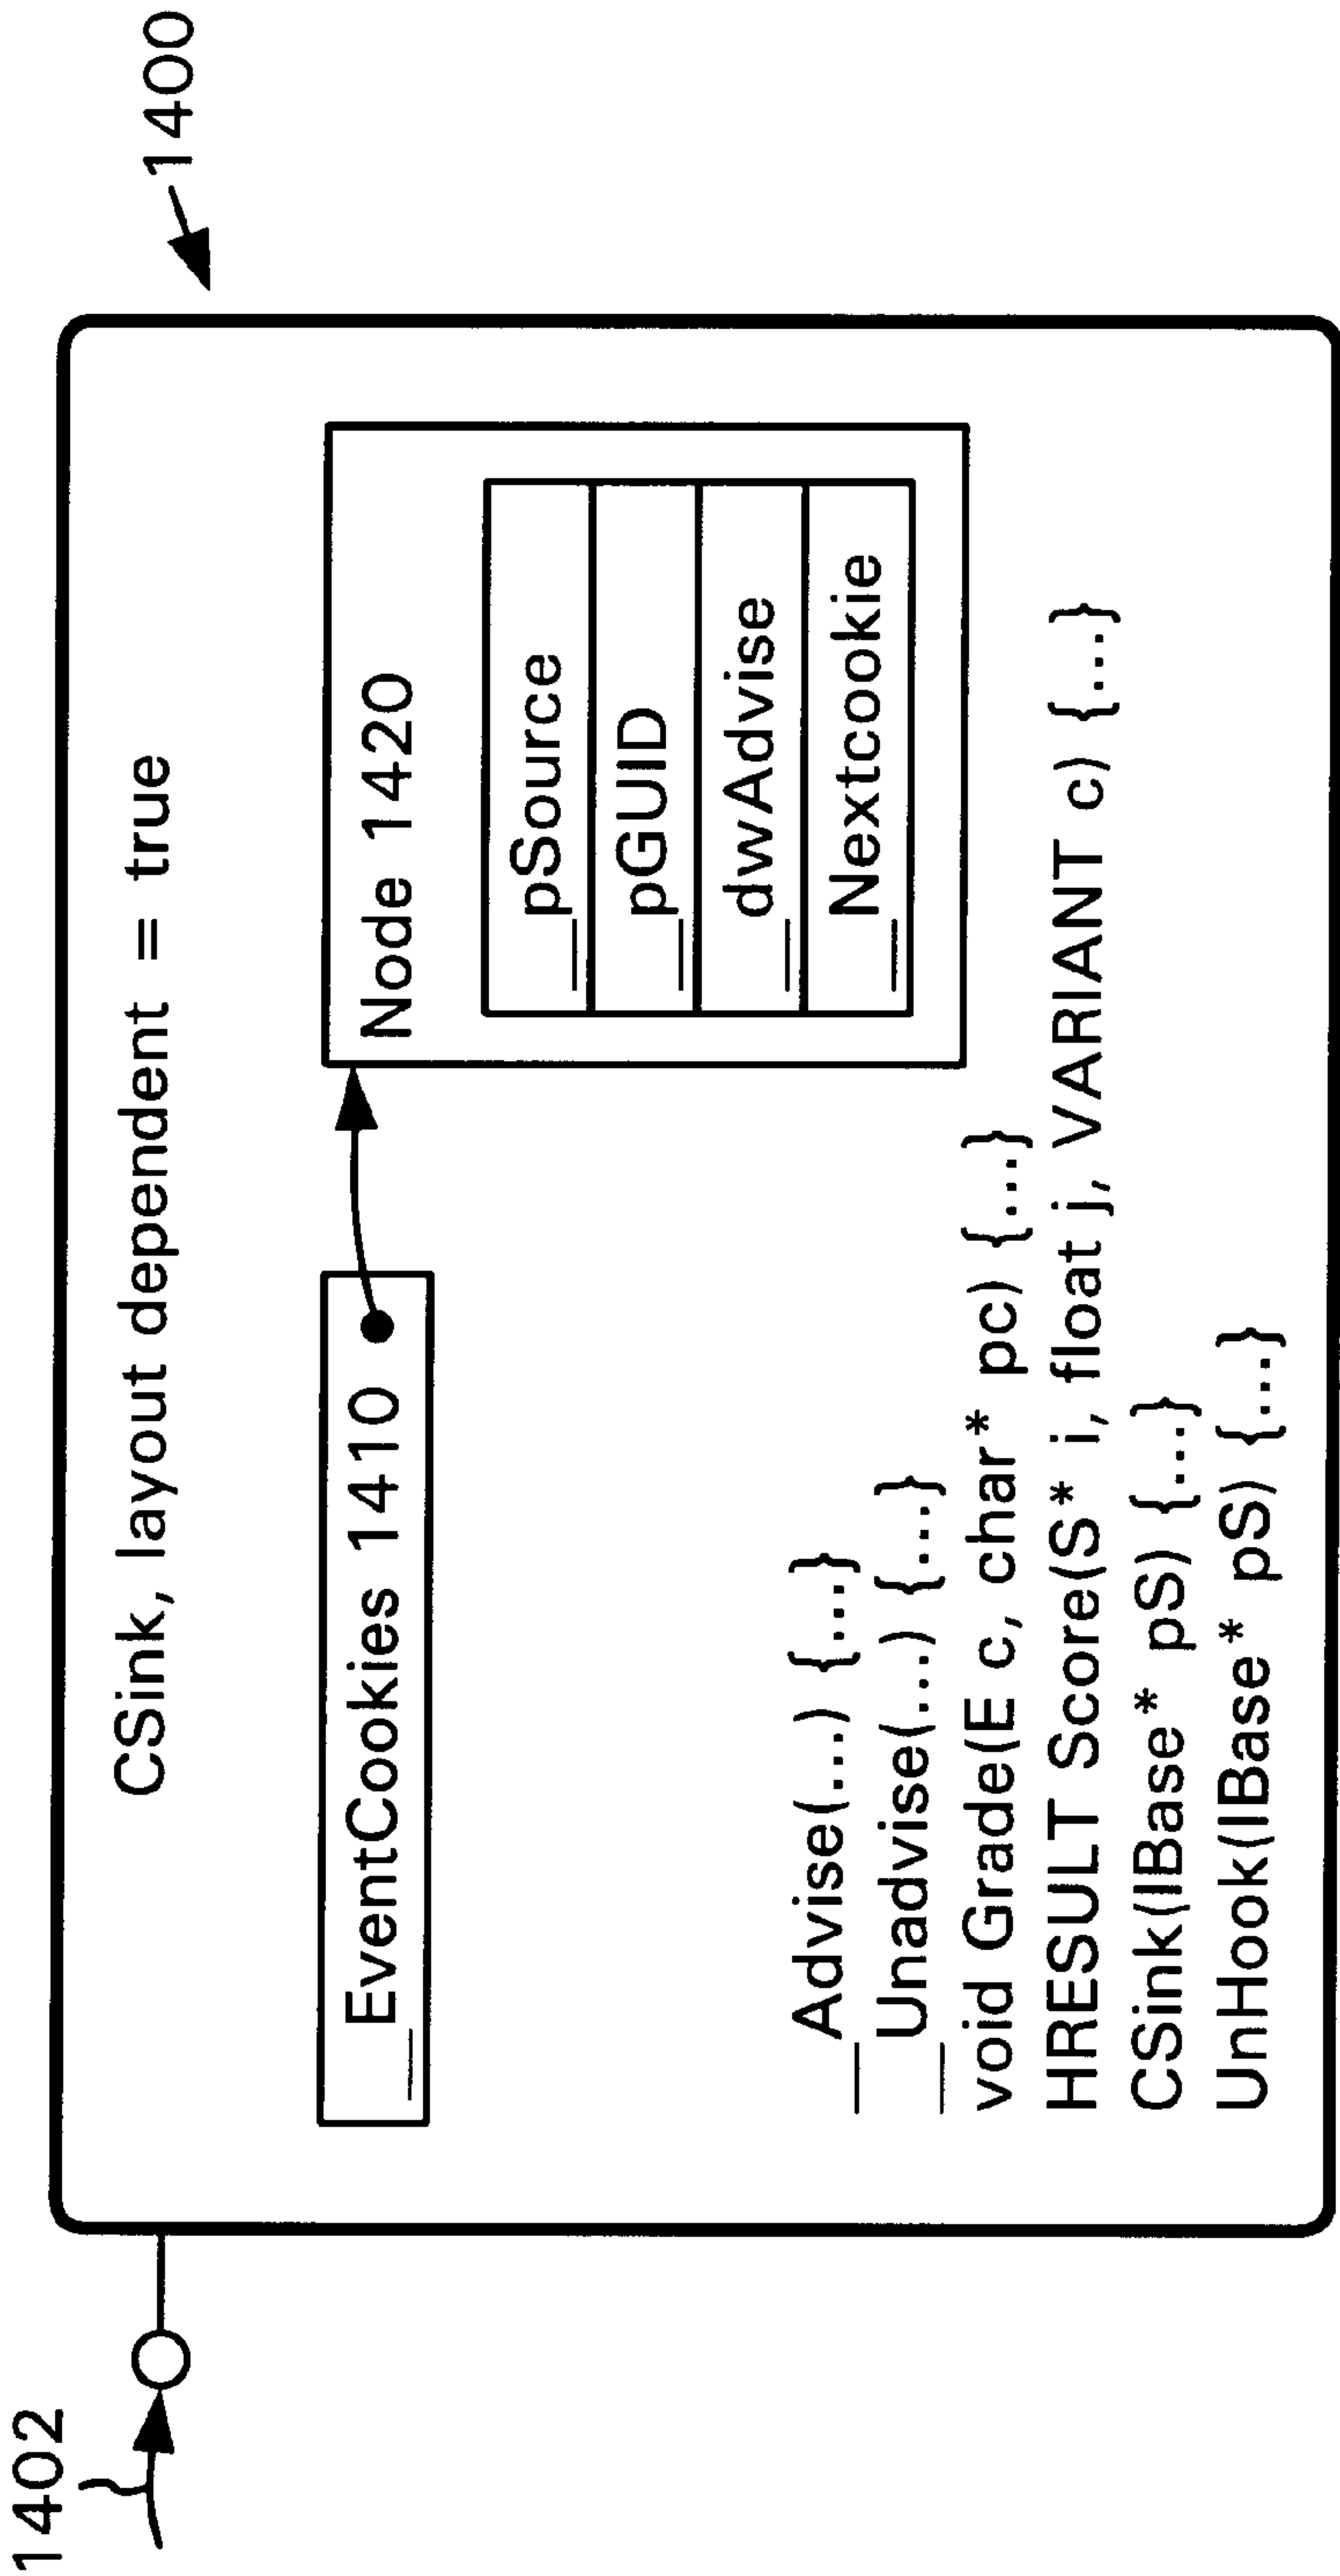 1402
1400
CSink, layout dependent = true
__EventCookies 1410
Node 1420
__pSource
__pGUID
__dwAdvise
__Nextcookie
__Advise(...) {...}
__Unadvise(...) {...}
void Grade(E c, char* pc) {...}
HRESULT Score(S* i, float j, VARIANT c) {...}
CSink(IBase* pS) {...}
UnHook(IBase* pS) {...}